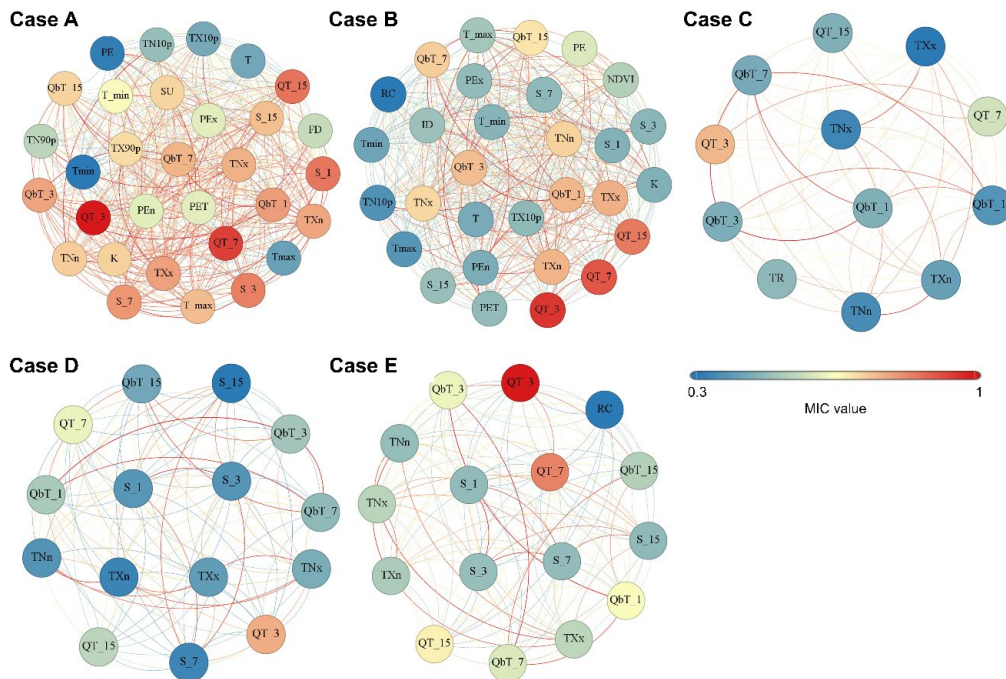 Case A
PE
TN10p
TX10p
T
QbT_15
T_min
SU
QT_15
PEx
S_15
FD
TN90p
TX90p
QbT_7
TNx
Tmin
S_1
QbT_3
QT_3
PEn
PET
QbT_1
TXn
QT_7
TNn
K
TXx
Tmax
S_7
T_max
S_3
Case B
T_max
QbT_15
PE
QbT_7
PEx
NDVI
RC
S_7
ID
T_min
S_3
Tmin
TNn
S_1
QbT_3
K
TN10p
TNx
QbT_1
TXx
T
TX10p
QT_15
Tmax
PEn
TXn
QT_7
S_15
PET
QT_3
Case C
QT_15
TXx
QbT_7
QT_7
TNx
QT_3
QbT_3
QbT_1
QbT_1
TR
TXn
TNn
0.3
1
MIC value
Case D
QbT_15
S_15
QT_7
QbT_3
QbT_1
S_1
S_3
QbT_7
TNn
TXn
TXx
TNx
QT_15
QT_3
S_7
Case E
QbT_3
QT_3
RC
TNn
QT_7
QbT_15
S_1
TNx
S_15
S_7
TXn
S_3
QbT_1
QT_15
TXx
QbT_7